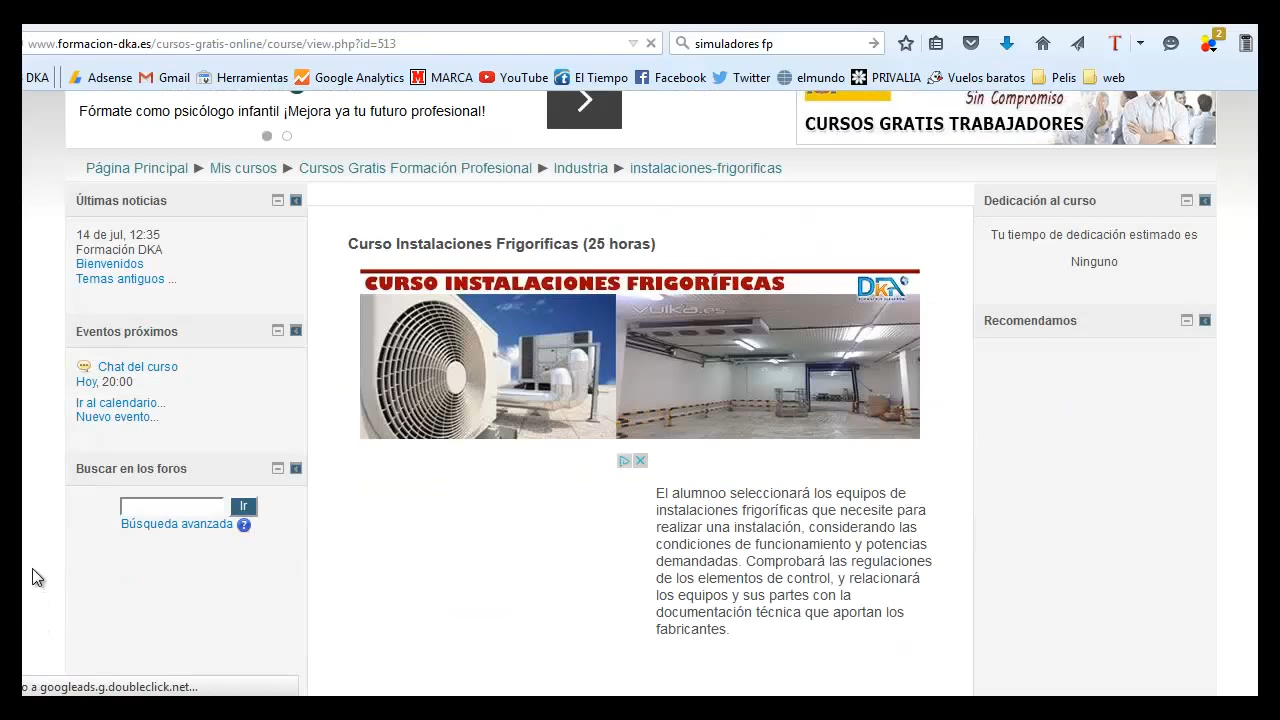 www.formacion-dka.es/cursos-gratis-online/course/view.php?id=513
simuladores fp
2
DKA
Adsense
Gmail
Herramientas
Google Analytics
MARCA
YouTube
El Tiempo
Facebook
Twitter
elmundo
PRIVALIA
Vuelos baratos
Pelis
web
Fórmate como psicólogo infantil ¡Mejora ya tu futuro profesional!
Sin Compromiso
CURSOS GRATIS TRABAJADORES
Página Principal ► Mis cursos ► Cursos Gratis Formación Profesional ► Industria ► instalaciones-frigorificas
Últimas noticias
14 de jul, 12:35
Formación DKA
Bienvenidos
Temas antiguos ...
Eventos próximos
Chat del curso
Hoy, 20:00
Ir al calendario...
Nuevo evento...
Buscar en los foros
Ir
Búsqueda avanzada
Curso Instalaciones Frigoríficas (25 horas)
CURSO INSTALACIONES FRIGORÍFICAS
DKA
vulka.es
El alumnoo seleccionará los equipos de
instalaciones frigoríficas que necesite para
realizar una instalación, considerando las
condiciones de funcionamiento y potencias
demandadas. Comprobará las regulaciones
de los elementos de control, y relacionará
los equipos y sus partes con la
documentación técnica que aportan los
fabricantes.
Dedicación al curso
Tu tiempo de dedicación estimado es
Ninguno
Recomendamos
o a googleads.g.doubleclick.net...